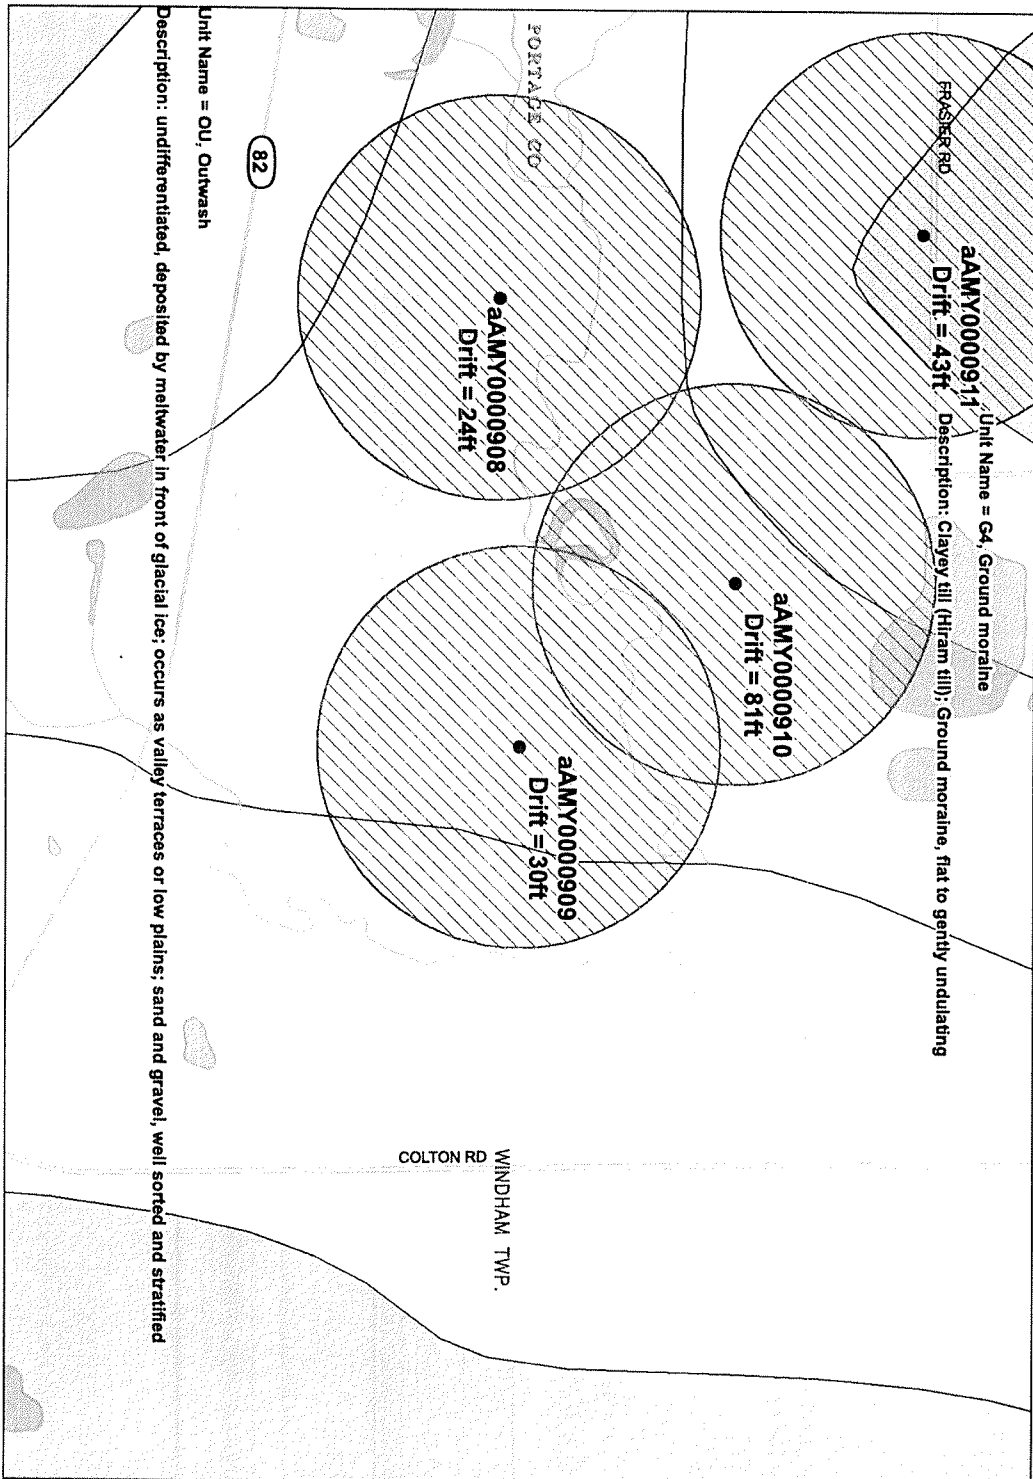 FRASIER RD
aAMY0000911
Drift = 43ft
Unit Name = G4, Ground moraine
Description: Clayey till (Hiram till); Ground moraine, flat to gently undulating
aAMY0000910
Drift = 81ft
PORTAGE CO
aAMY0000908
Drift = 24ft
aAMY0000909
Drift = 30ft
WINDHAM TWP.
COLTON RD
82
Unit Name = OU, Outwash
Description: undifferentiated, deposited by meltwater in front of glacial ice; occurs as valley terraces or low plains; sand and gravel, well sorted and stratified